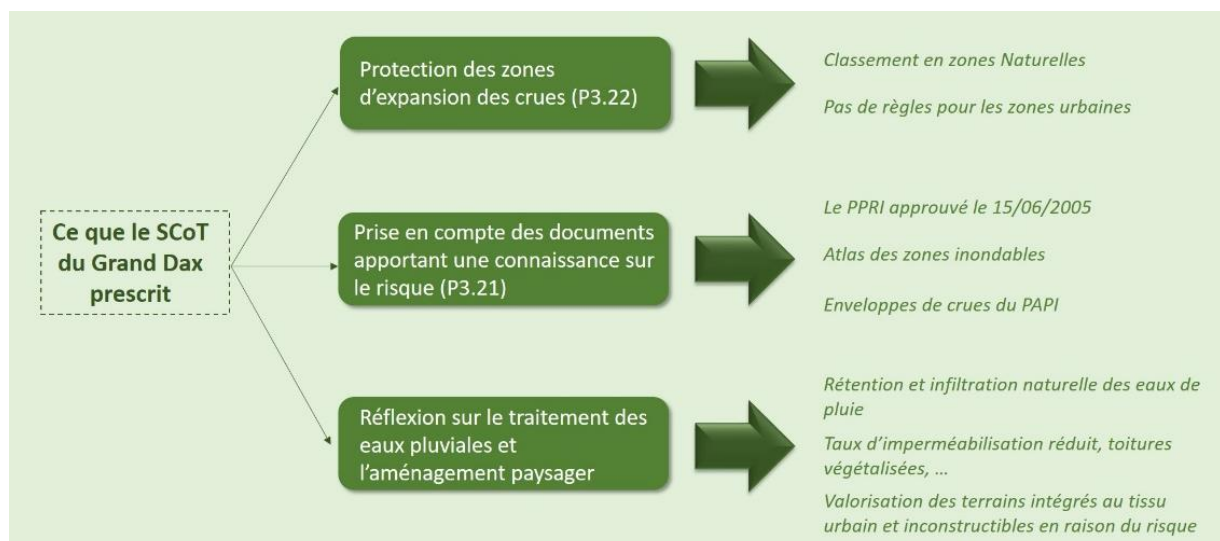 Ce que le SCoT
du Grand Dax
prescrit
Protection des zones
d'expansion des crues (P3.22)
Classement en zones Naturelles
Pas de règles pour les zones urbaines
Prise en compte des documents
apportant une connaissance sur
le risque (P3.21)
Le PPRI approuvé le 15/06/2005
Atlas des zones inondables
Enveloppes de crues du PAPI
Réflexion sur le traitement des
eaux pluviales et
l'aménagement paysager
Rétention et infiltration naturelle des eaux de
pluie
Taux d'imperméabilisation réduit, toitures
végétalisées, ...
Valorisation des terrains intégrés au tissu
urbain et inconstructibles en raison du risque